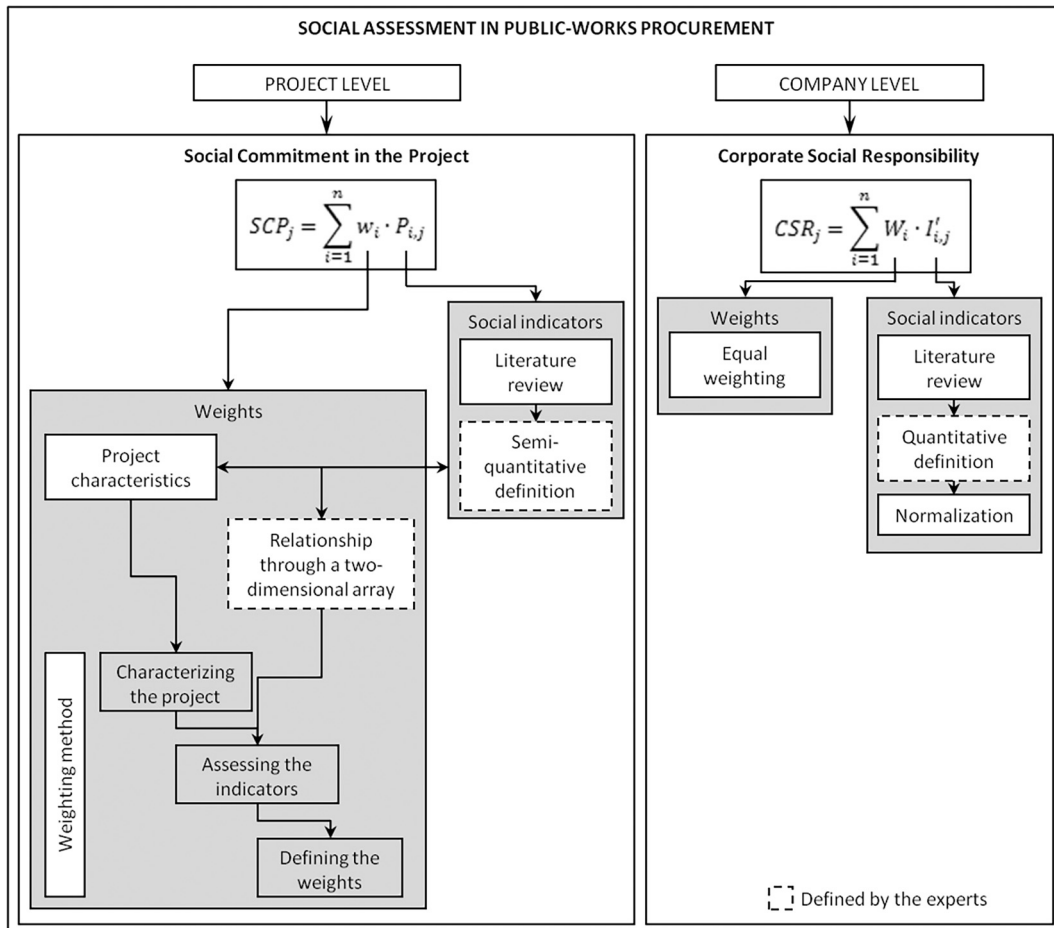 SOCIAL ASSESSMENT IN PUBLIC-WORKS PROCUREMENT
PROJECT LEVEL
Social Commitment in the Project
SCP_j = \sum_{i=1}^{n} w_i · P_{i,j}
Social indicators
Literature
review
Semi-
quantitative
definition
Weights
Project
characteristics
Relationship
through a two-
dimensional array
Weighting method
Characterizing
the project
Assessing the
indicators
Defining the
weights
COMPANY LEVEL
Corporate Social Responsibility
CSR_j = \sum_{i=1}^{n} W_i · I'_{i,j}
Weights
Equal
weighting
Social indicators
Literature
review
Quantitative
definition
Normalization
Defined by the experts